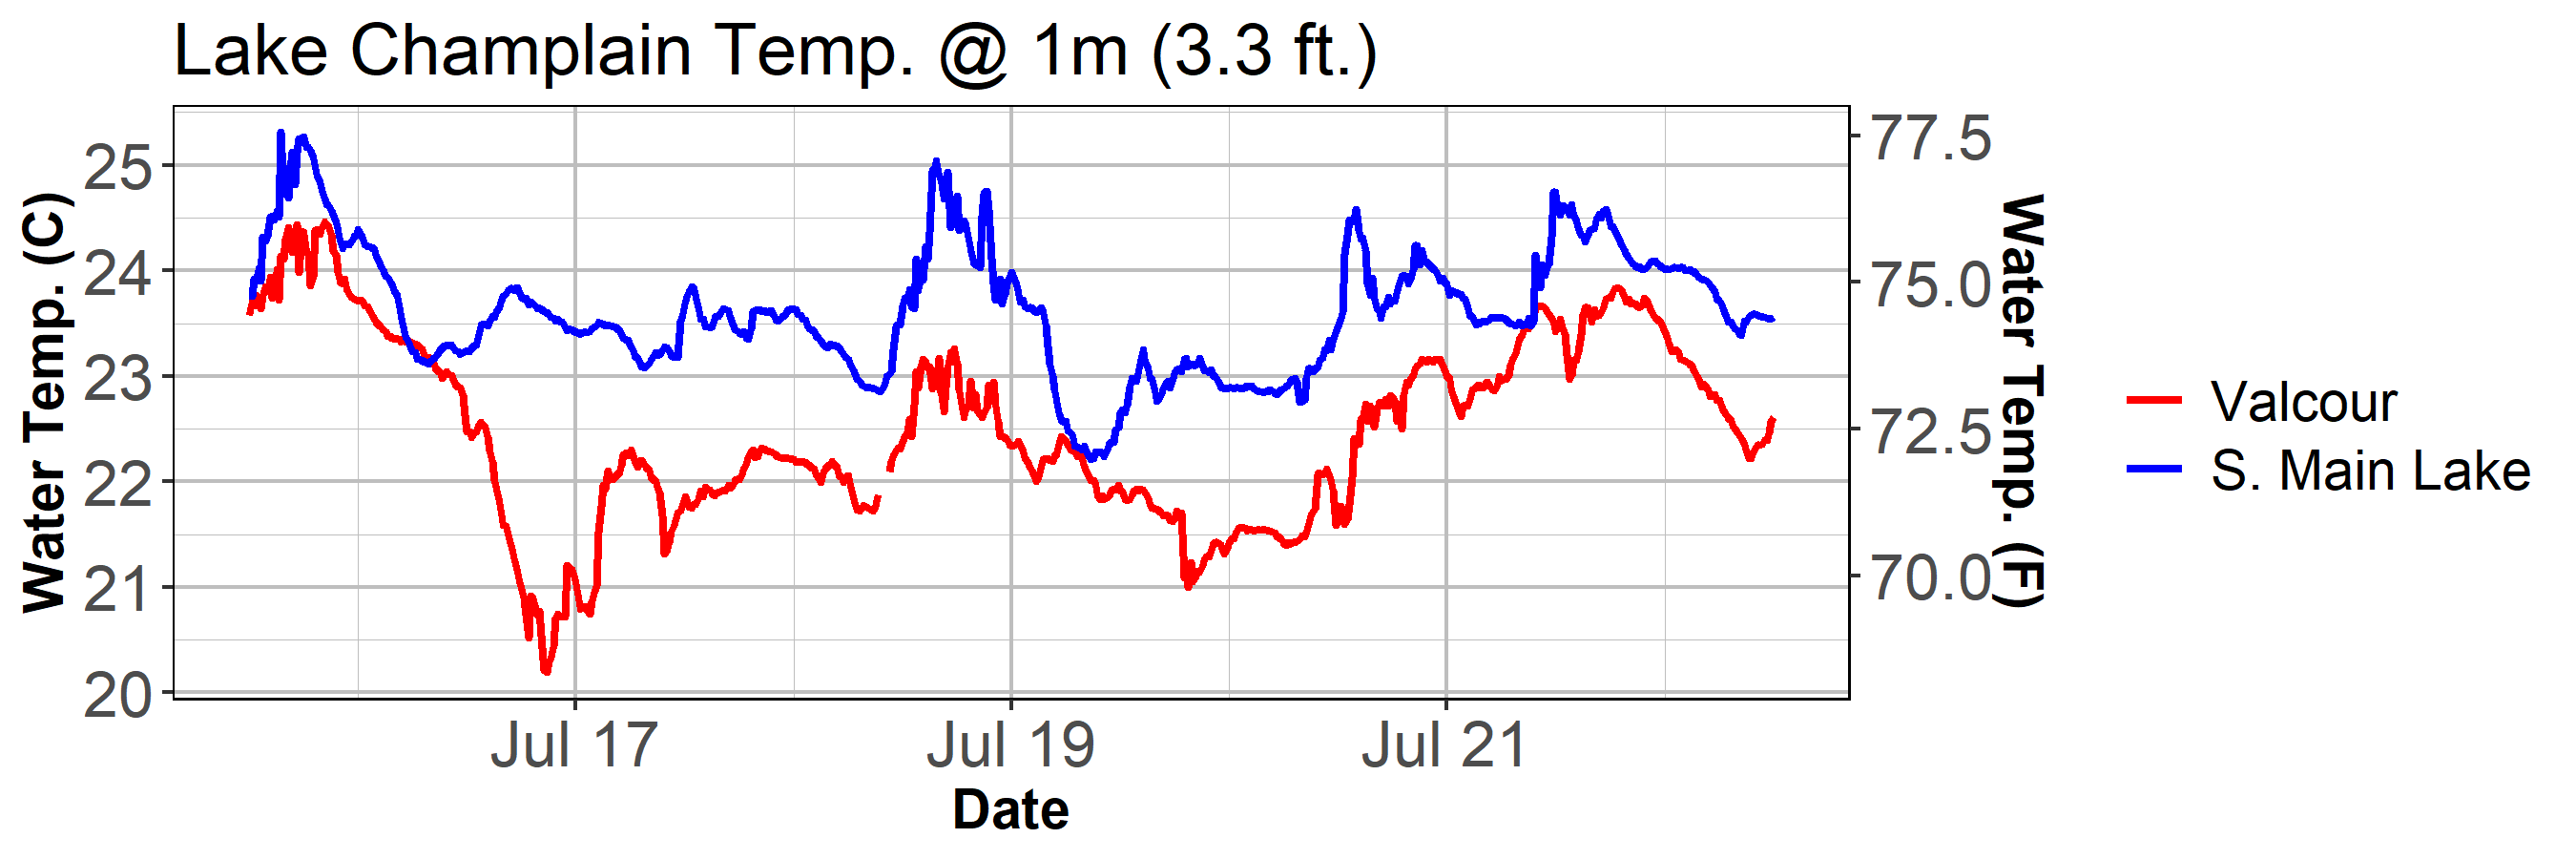 Lake Champlain Temp. @ 1m (3.3 ft.)
Water Temp. (C)
25
24
23
22
21
20
77.5
75.0
72.5
70.0
Water Temp. (F)
Jul 17
Jul 19
Jul 21
Date
Valcour
S. Main Lake